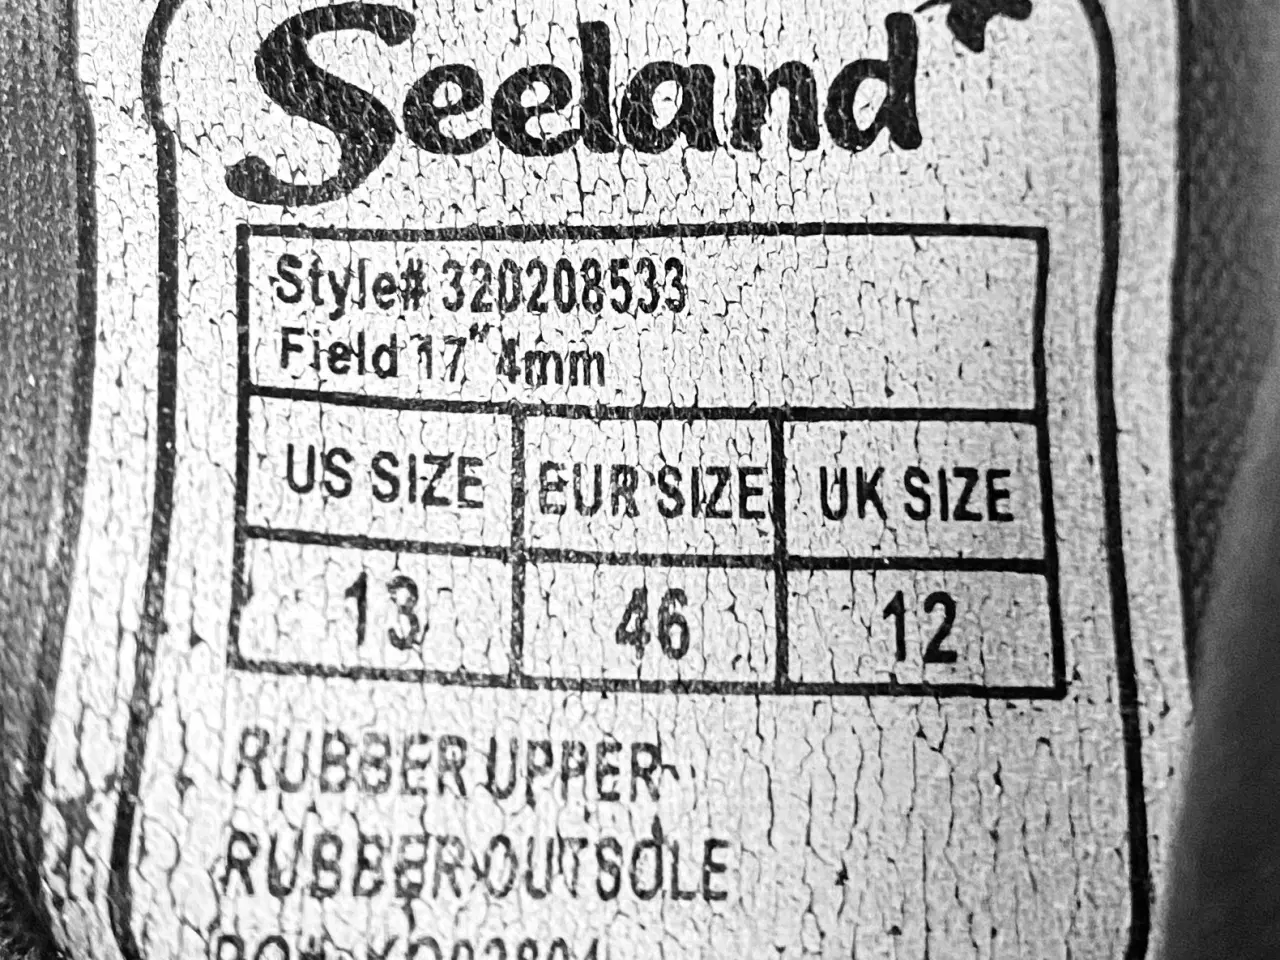 Seeland
Style# 320208533
Field 17" 4mm
US SIZE EUR SIZE UK SIZE
13 46 12
RUBBER UPPER
RUBBER OUTSOLE